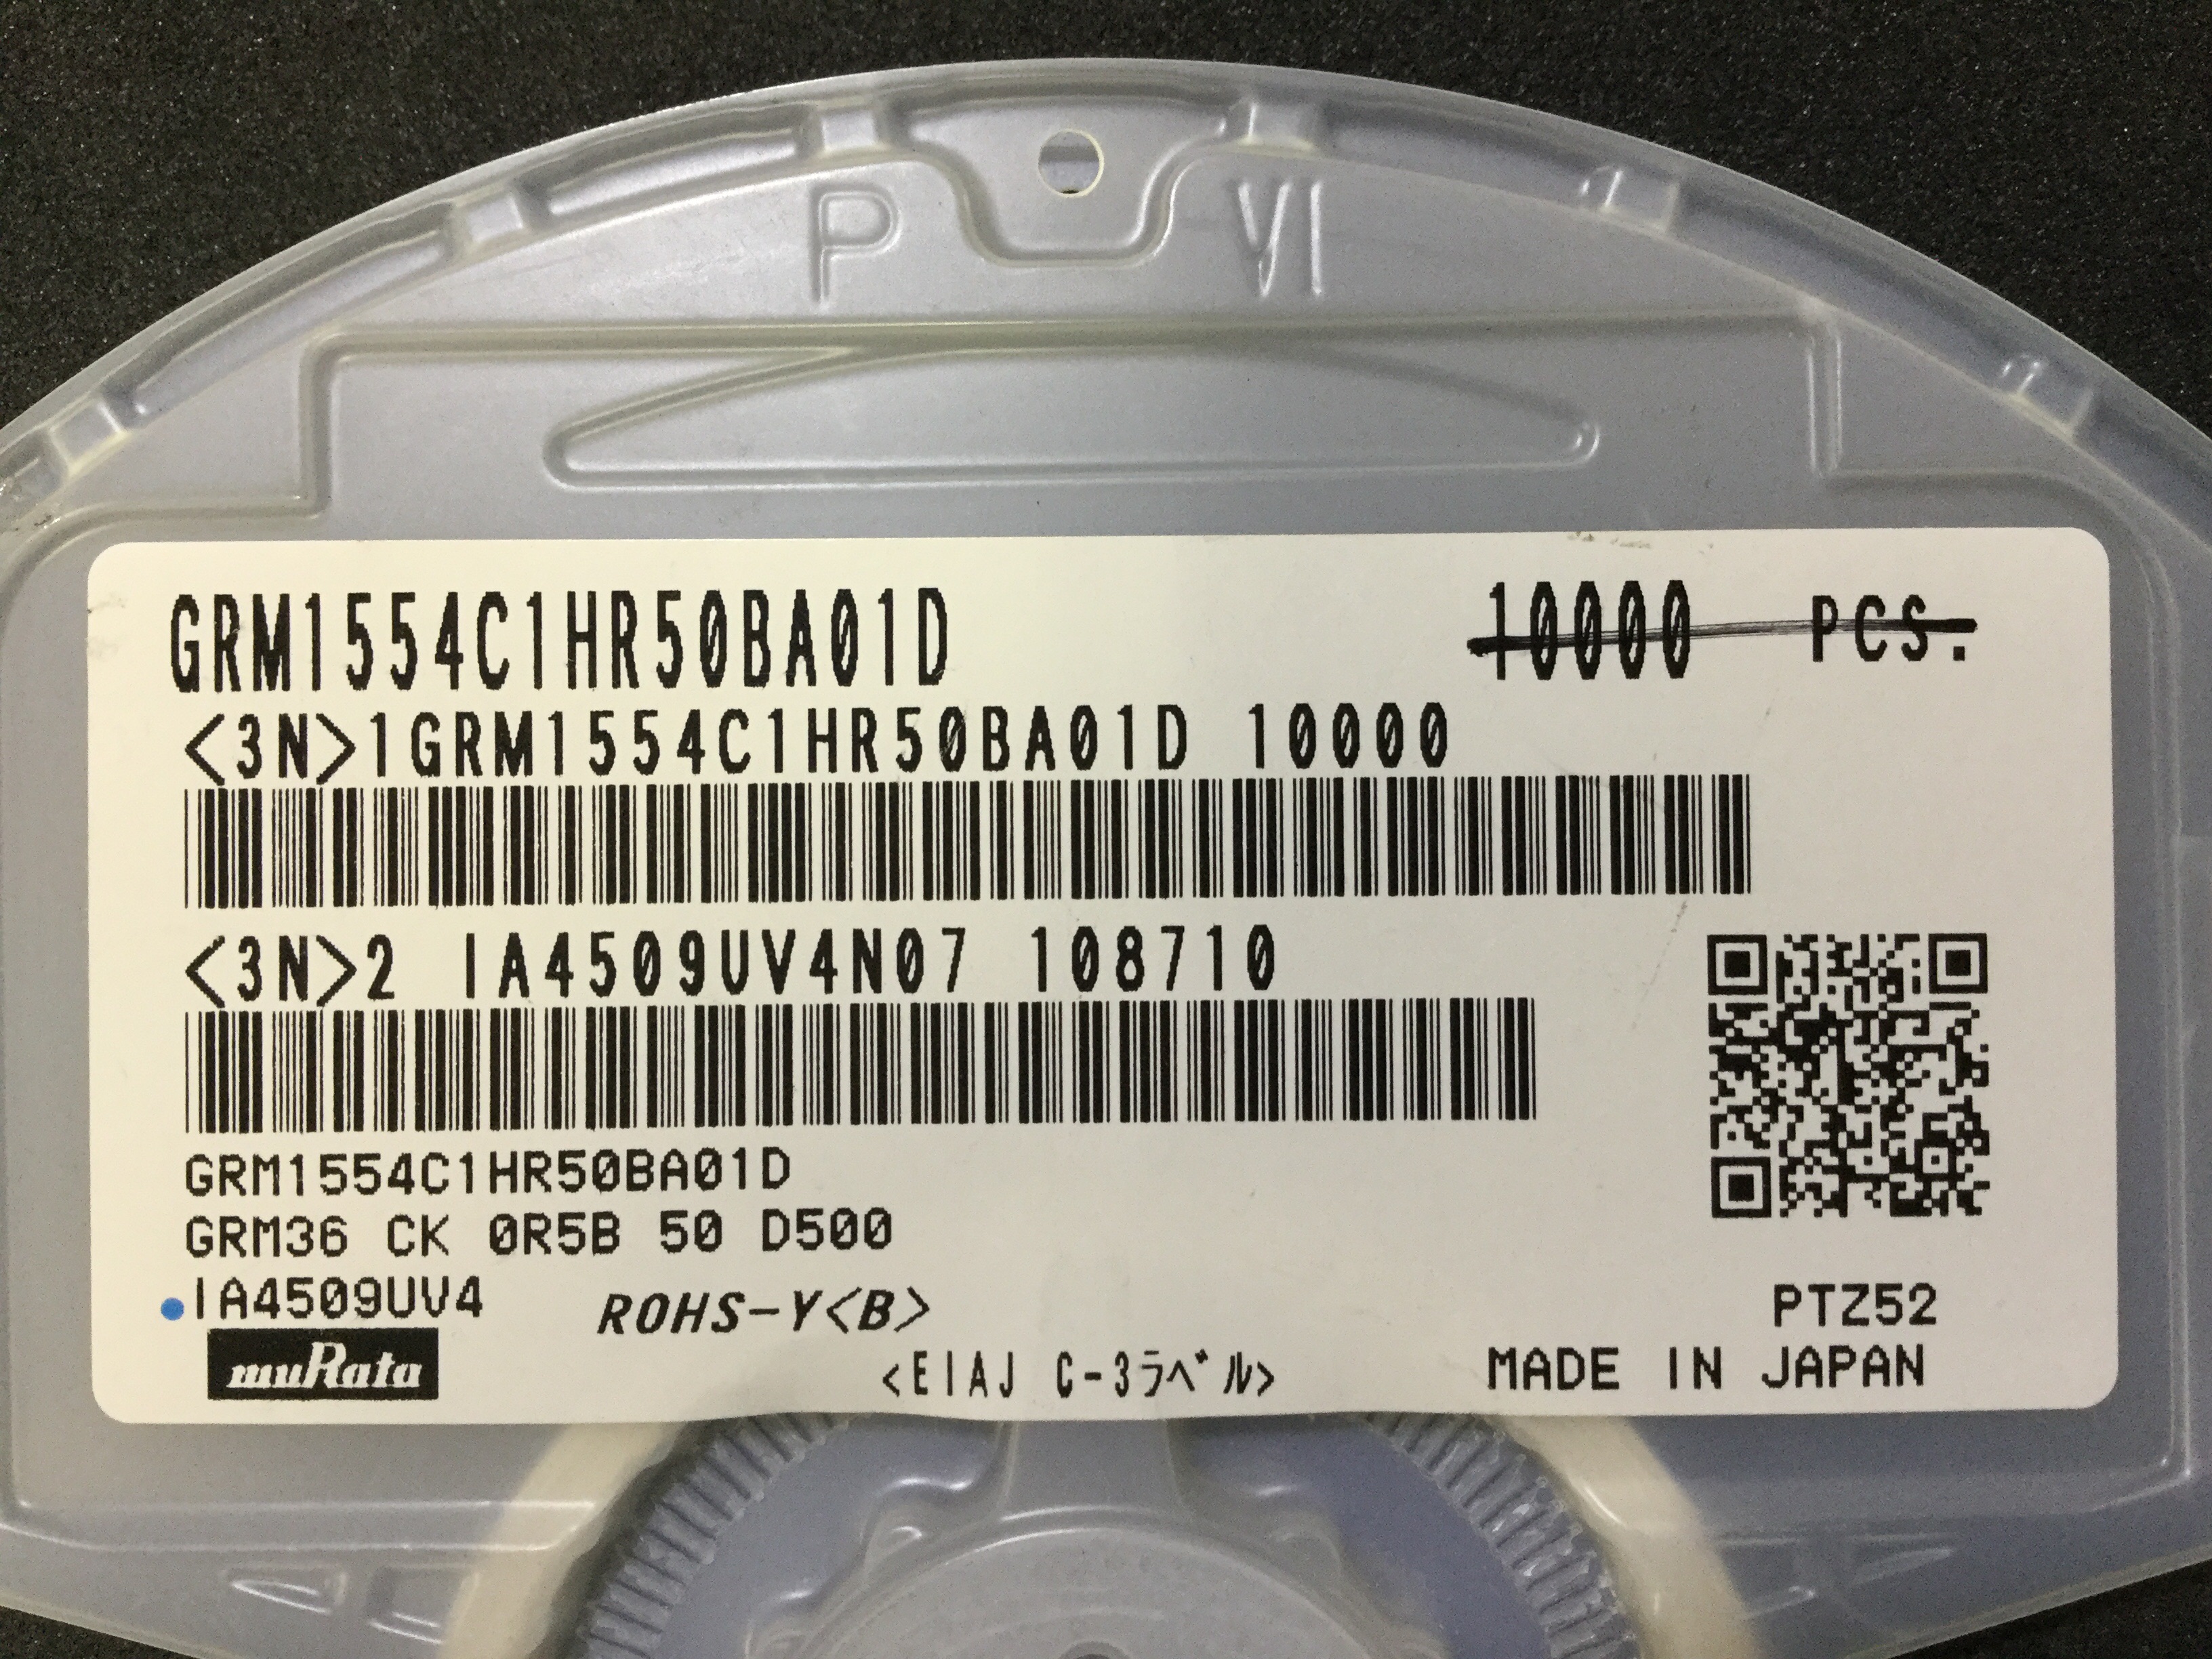 P VI
GRM1554C1HR50BA01D 10000 PCS.
<3N>1GRM1554C1HR50BA01D 10000
<3N>2 IA4509UV4N07 108710
GRM1554C1HR50BA01D
GRM36 CK 0R5B 50 D500
IA4509UV4 ROHS-Y<B> PTZ52
muRata <EIAJ C-3ラベル> MADE IN JAPAN